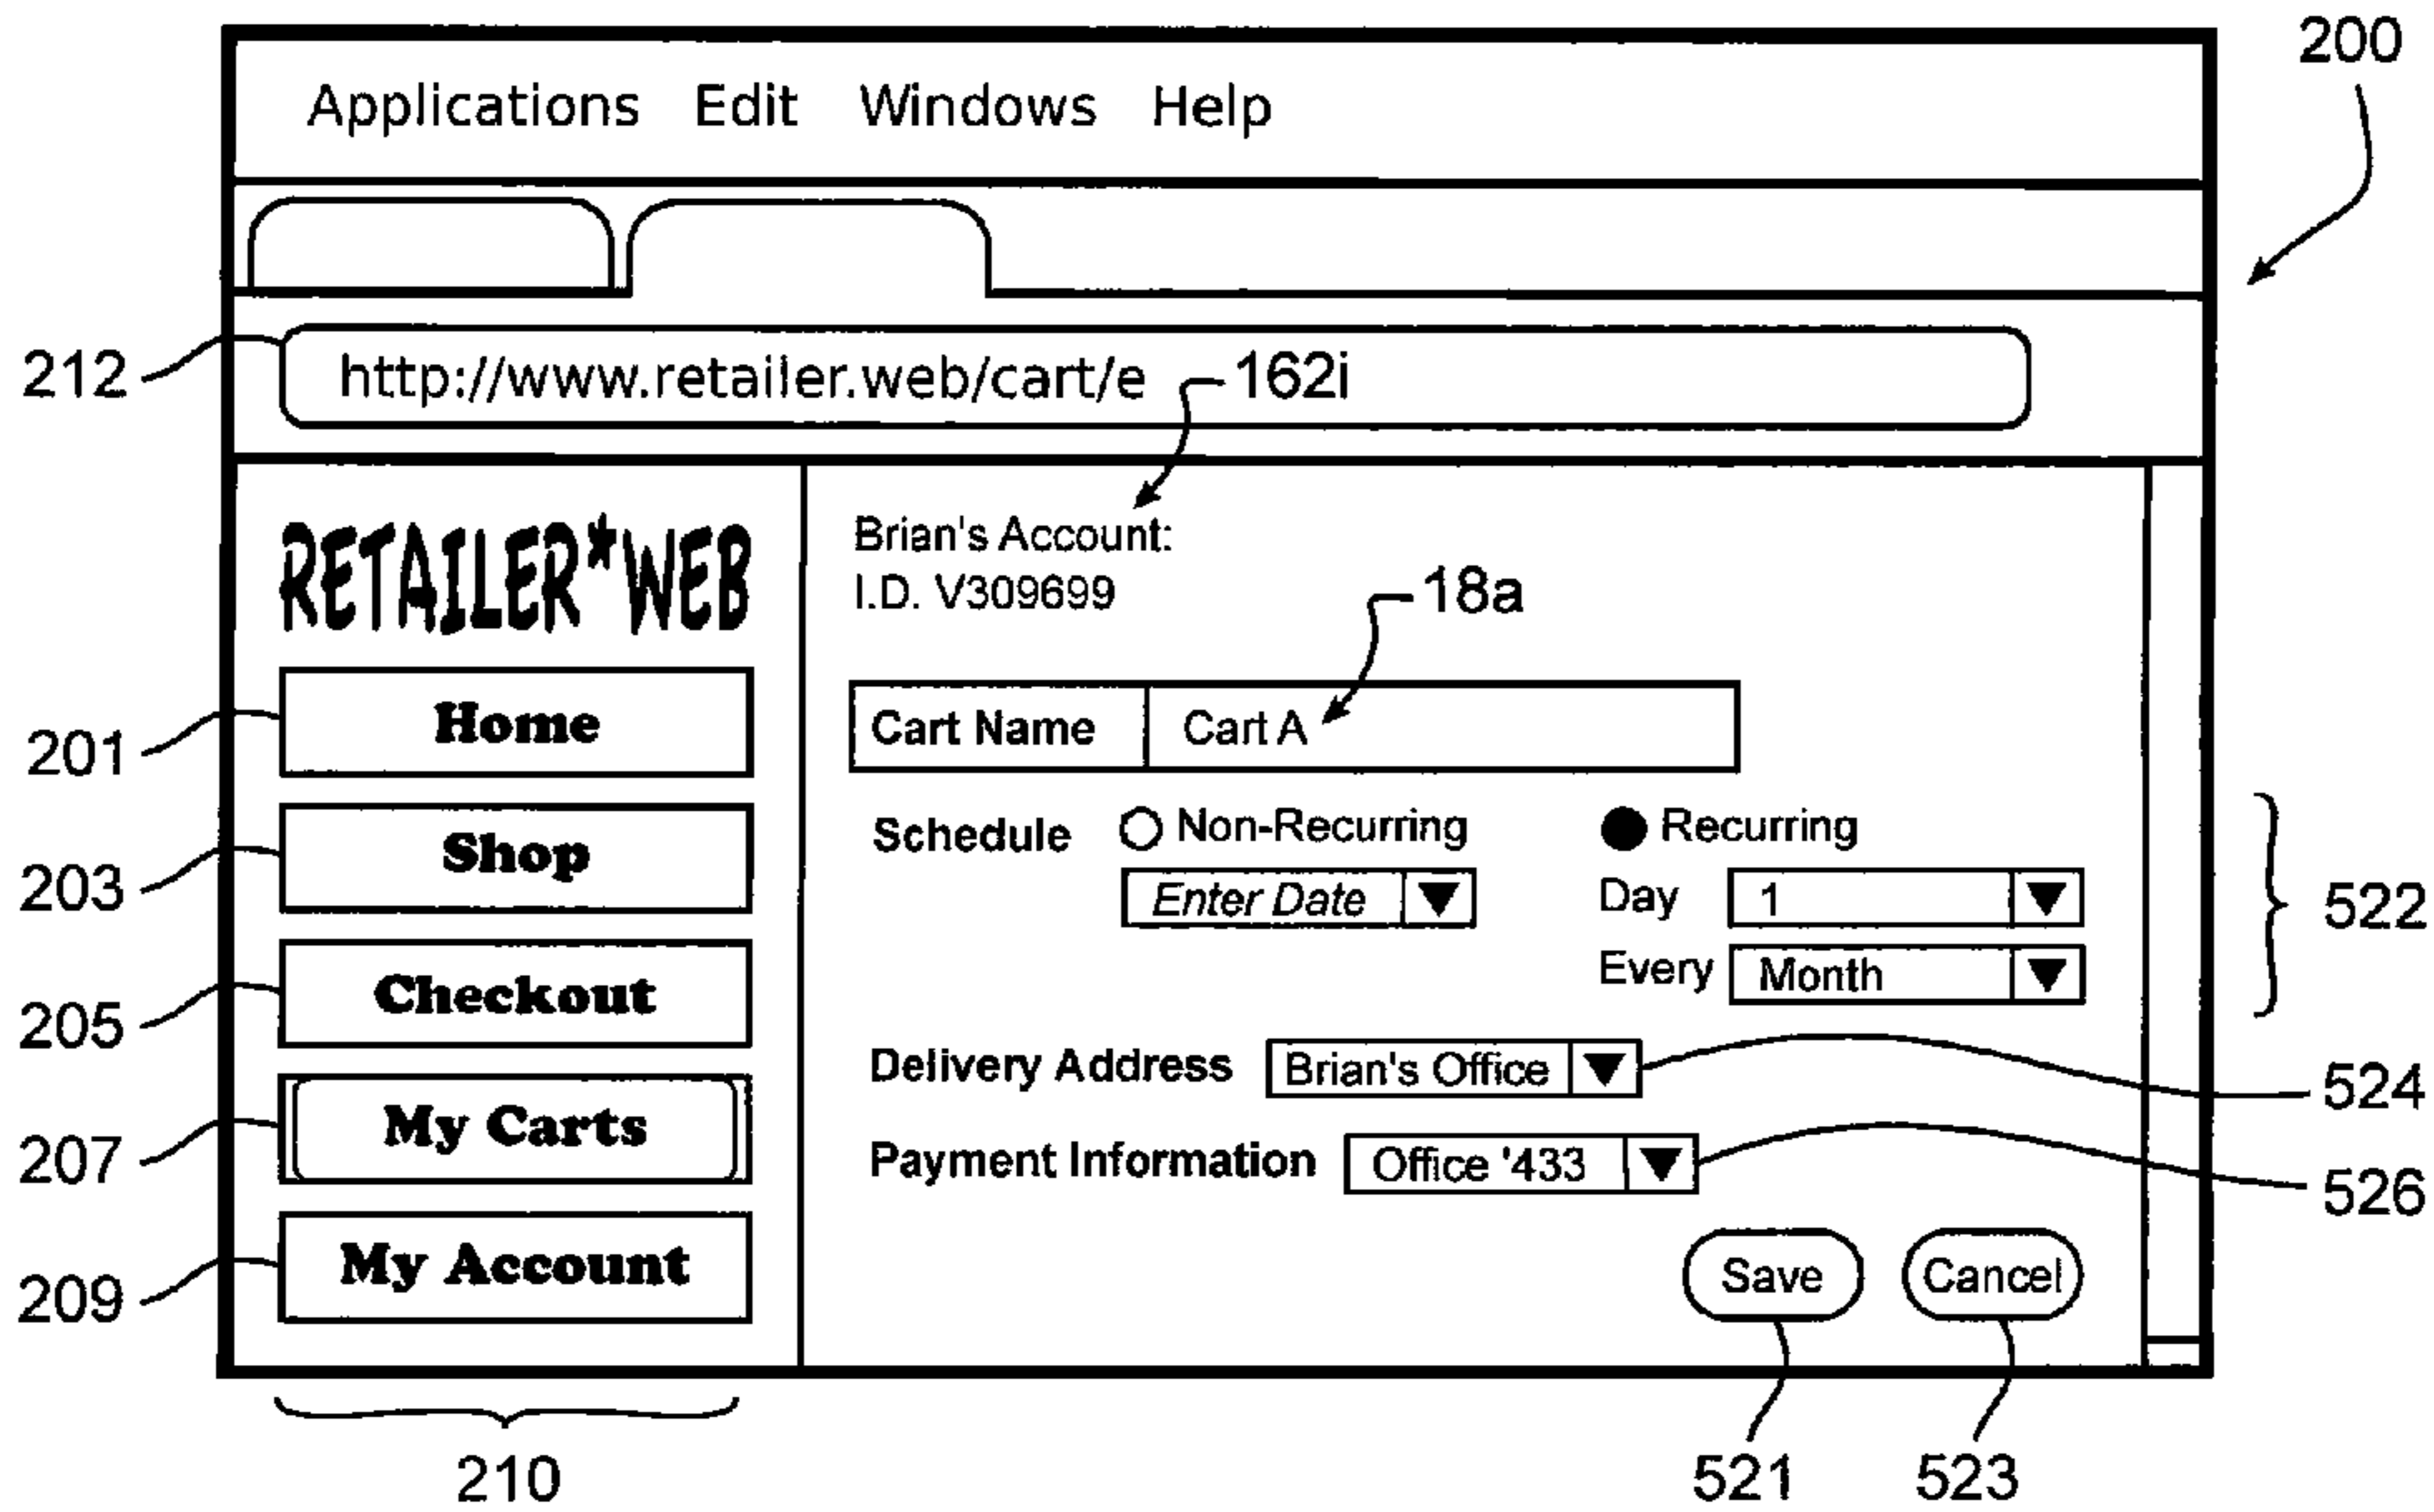 200
Applications Edit Windows Help
212
http://www.retailer.web/cart/e
162i
RETAILER*WEB
Brian's Account:
I.D. V309699
18a
201
Home
Cart Name Cart A
203
Shop
Schedule Non-Recurring Recurring
Enter Date Day 1
522
Every Month
205
Checkout
Delivery Address Brian's Office
524
207
My Carts
Payment Information Office '433
526
209
My Account
Save Cancel
210
521 523